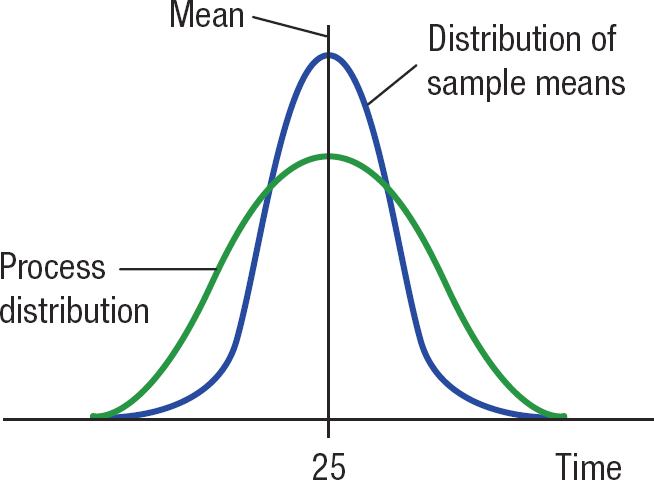 Mean
Distribution of
sample means
Process
distribution
25
Time